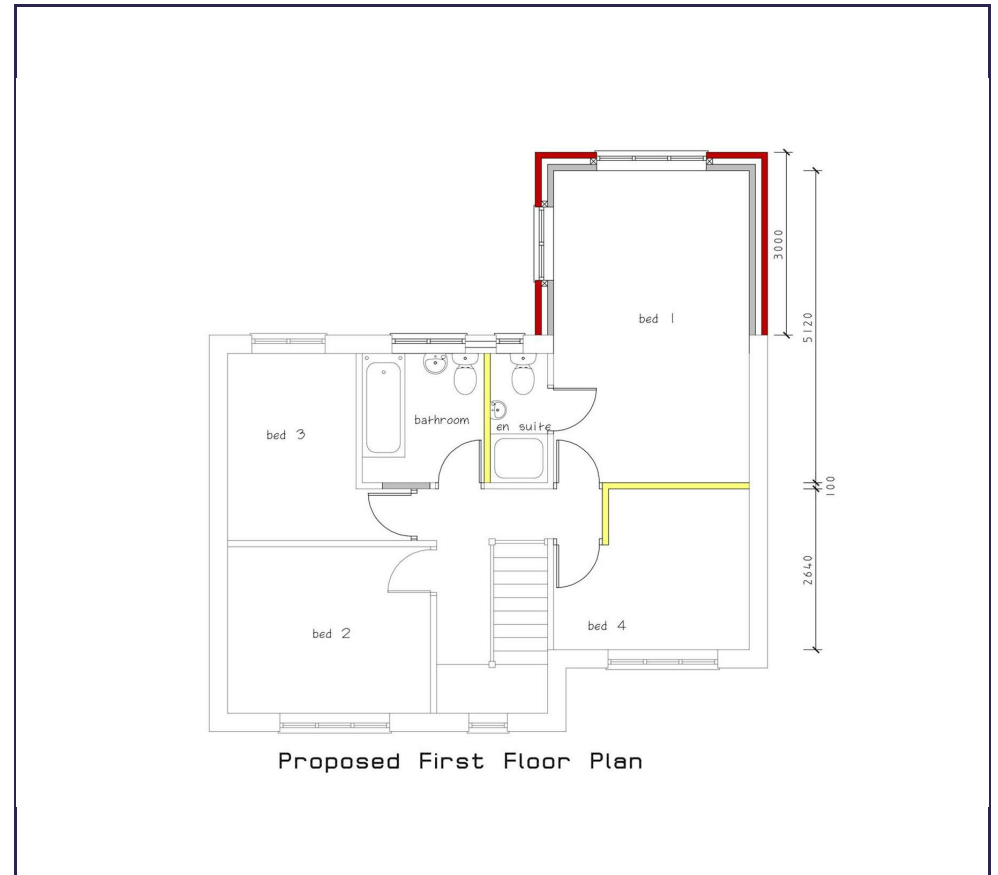 3000
bed 1
5120
bathroom
en suite
bed 3
100
2640
bed 4
bed 2
Proposed First Floor Plan